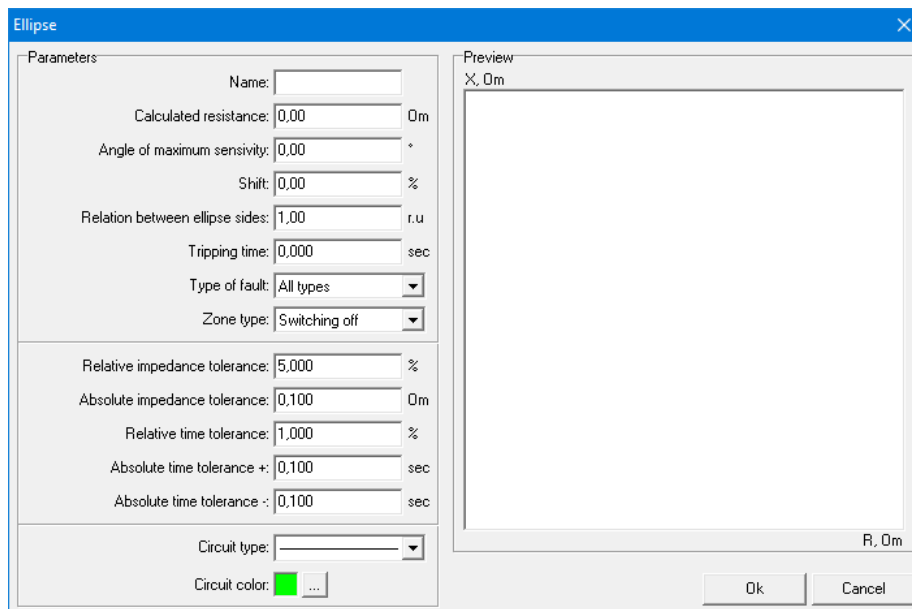 Ellipse
Parameters
Name:
Calculated resistance: 0,00 Om
Angle of maximum sensivity: 0,00 °
Shift: 0,00 %
Relation between ellipse sides: 1,00 r.u
Tripping time: 0,000 sec
Type of fault: All types
Zone type: Switching off
Relative impedance tolerance: 5,000 %
Absolute impedance tolerance: 0,100 Om
Relative time tolerance: 1,000 %
Absolute time tolerance +: 0,100 sec
Absolute time tolerance -: 0,100 sec
Circuit type:
Circuit color: ...
Preview
X, Om
R, Om
Ok Cancel